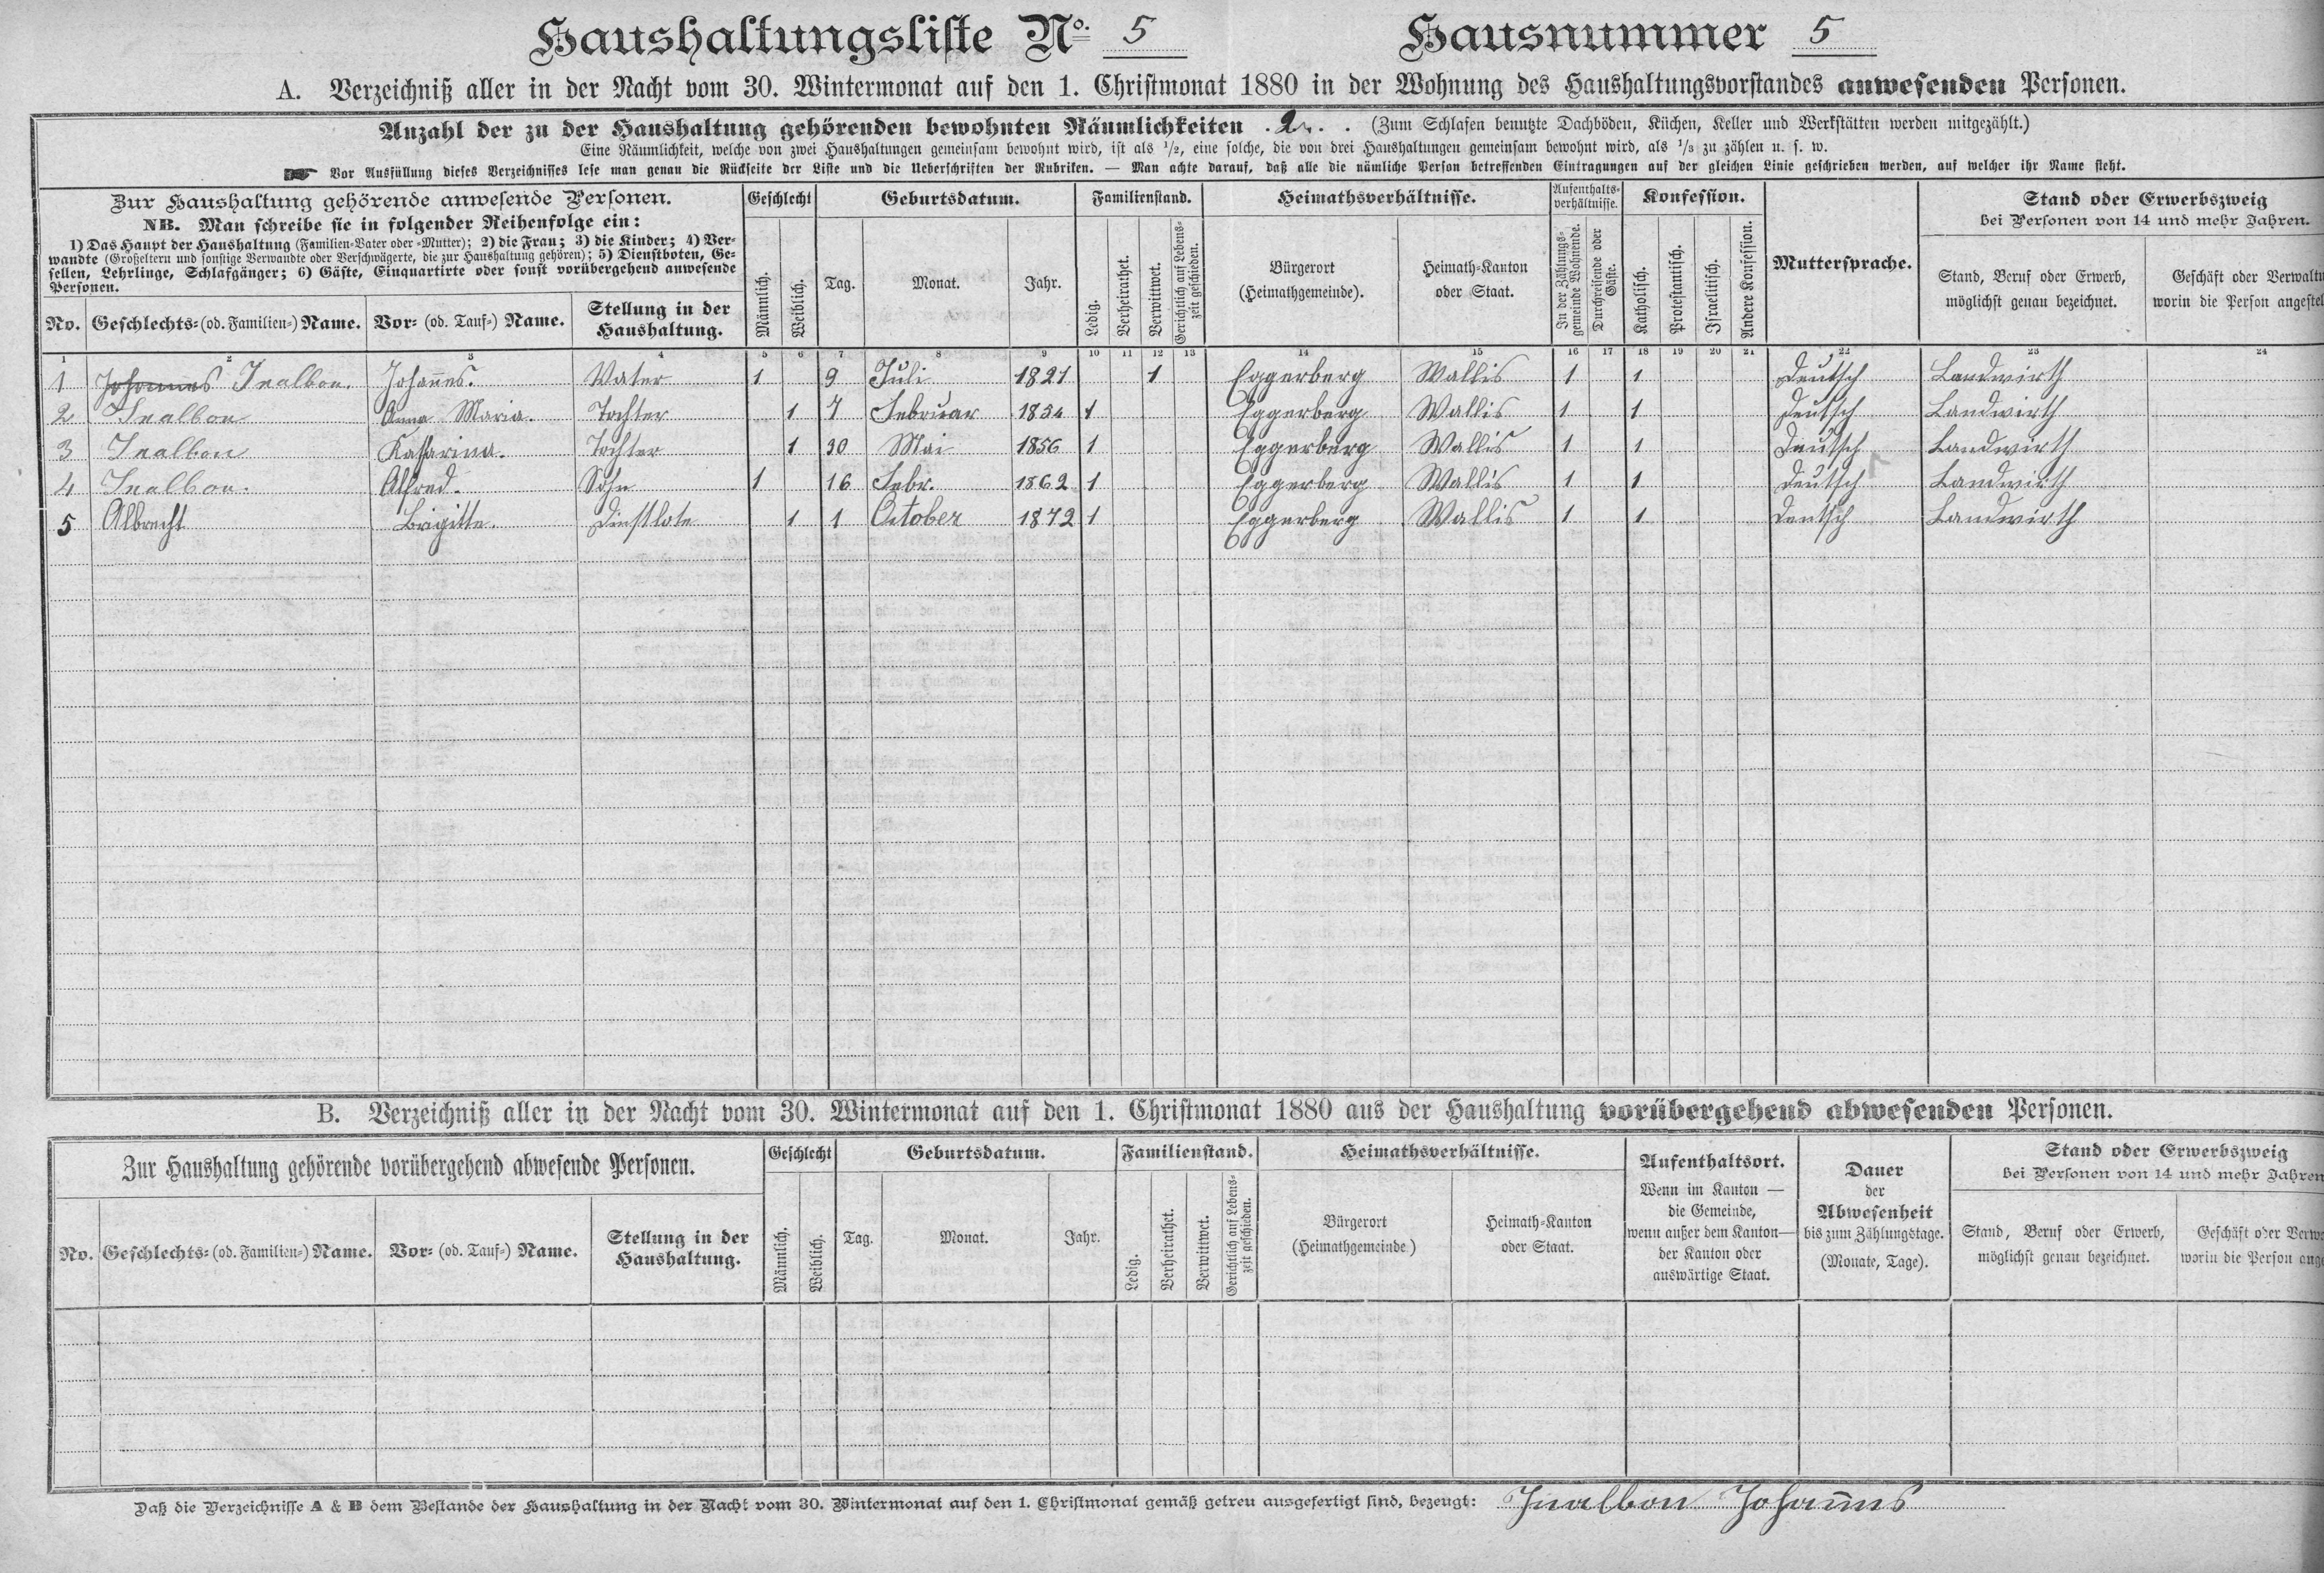 Haushaltungsliste No. 5 Hausnummer 5
A. Verzeichniß aller in der Nacht vom 30. Wintermonat auf den 1. Christmonat 1880 in der Wohnung des Haushaltungsvorstandes anwesenden Personen.
Anzahl der zu der Haushaltung gehörenden bewohnten Räumlichkeiten . 2 . . (Zum Schlafen benutzte Dachböden, Küchen, Keller und Werkstätten werden mitgezählt.)
Eine Räumlichkeit, welche von zwei Haushaltungen gemeinsam bewohnt wird, ist als 1/2, eine solche, die von drei Haushaltungen gemeinsam bewohnt wird, als 1/3 zu zählen u. s. w.
☛ Vor Ausfüllung dieses Verzeichnisses lese man genau die Rückseite der Liste und die Ueberschriften der Rubriken. — Man achte darauf, daß alle die nämliche Person betreffenden Eintragungen auf der gleichen Linie geschrieben werden, auf welcher ihr Name steht.
Zur Haushaltung gehörende anwesende Personen.
NB. Man schreibe sie in folgender Reihenfolge ein:
1) Das Haupt der Haushaltung (Familien-Vater oder -Mutter); 2) die Frau; 3) die Kinder; 4) Ver-
wandte (Großeltern und sonstige Verwandte oder Verschwägerte, die zur Haushaltung gehören); 5) Dienstboten, Ge-
sellen, Lehrlinge, Schlafgänger; 6) Gäste, Einquartirte oder sonst vorübergehend anwesende
Personen.
No. Geschlechts- (od. Familien-) Name. Vor- (od. Tauf-) Name. Stellung in der
Haushaltung.
Geschlecht
Männlich. Weiblich.
Geburtsdatum.
Tag. Monat. Jahr.
Familienstand.
Ledig. Verheirathet. Verwittwet. Gerichtlich auf Lebens-
zeit geschieden.
Heimathsverhältnisse.
Bürgerort
(Heimathgemeinde).
Heimath-Kanton
oder Staat.
Aufenthalts-
verhältnisse.
In der Zählungs-
gemeinde Wohnende.
Durchreisende oder
Gäste.
Konfession.
Katholisch. Protestantisch. Israelitisch. Andere Konfession.
Muttersprache.
Stand oder Erwerbszweig
bei Personen von 14 und mehr Jahren.
Stand, Beruf oder Erwerb,
möglichst genau bezeichnet.
Geschäft oder Verwaltu
worin die Person angestel
1 2 3 4 5 6 7 8 9 10 11 12 13 14 15 16 17 18 19 20 21 22 23 24
1 Johannes Inalbon. Johannes. Vater 1 9 Juli 1821 1 Eggerberg Wallis 1 1 Deutsch Landwirth
2 Inalbon Anna Maria. Tochter 1 7 Februar 1854 1 Eggerberg Wallis 1 1 Deutsch Landwirth
3 Inalbon Katharina. Tochter 1 30 Mai 1856 1 Eggerberg Wallis 1 1 Deutsch Landwirth
4 Inalbon. Alfred. Sohn 1 16 Febr. 1862 1 Eggerberg Wallis 1 1 Deutsch Landwirth
5 Albrecht Brigitte. Dienstbote 1 1 October 1872 1 Eggerberg Wallis 1 1 Deutsch Landwirth
B. Verzeichniß aller in der Nacht vom 30. Wintermonat auf den 1. Christmonat 1880 aus der Haushaltung vorübergehend abwesenden Personen.
Zur Haushaltung gehörende vorübergehend abwesende Personen.
No. Geschlechts- (od. Familien-) Name. Vor- (od. Tauf-) Name. Stellung in der
Haushaltung.
Geschlecht
Männlich. Weiblich.
Geburtsdatum.
Tag. Monat. Jahr.
Familienstand.
Ledig. Verheirathet. Verwittwet. Gerichtlich auf Lebens-
zeit geschieden.
Heimathsverhältnisse.
Bürgerort
(Heimathgemeinde)
Heimath-Kanton
oder Staat.
Aufenthaltsort.
Wenn im Kanton —
die Gemeinde,
wenn außer dem Kanton—
der Kanton oder
auswärtige Staat.
Dauer
der
Abwesenheit
bis zum Zählungstage.
(Monate, Tage).
Stand oder Erwerbszweig
bei Personen von 14 und mehr Jahren
Stand, Beruf oder Erwerb,
möglichst genau bezeichnet.
Geschäft oder Verwa
worin die Person ange
Daß die Verzeichnisse A & B dem Bestande der Haushaltung in der Nacht vom 30. Wintermonat auf den 1. Christmonat gemäß getreu ausgefertigt sind, bezeugt: Inalbon Johannes